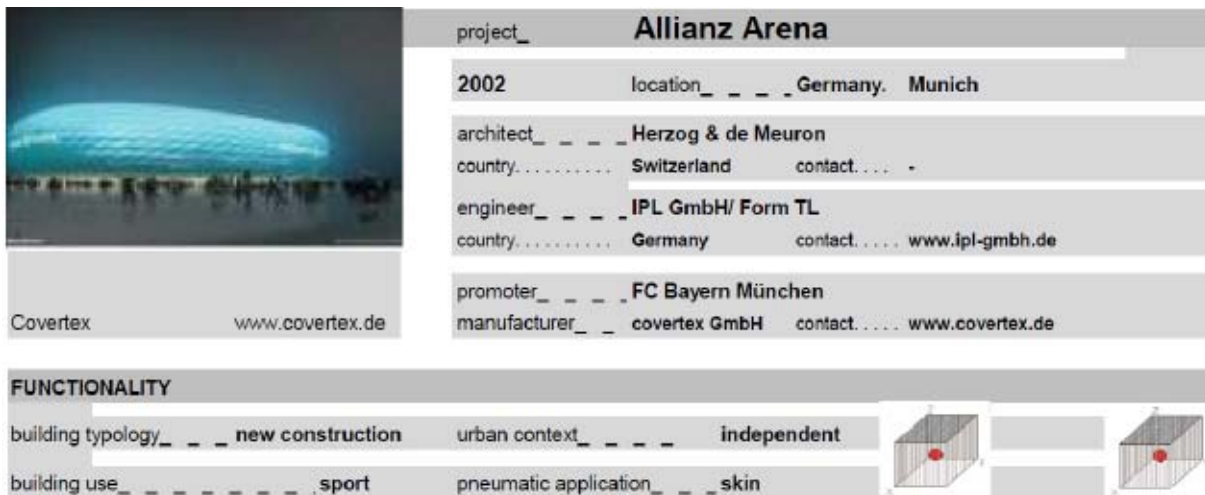 project_ Allianz Arena
2002 location_ _ _ _ Germany. Munich
architect_ _ _ _ Herzog & de Meuron
country.......... Switzerland contact.... -
engineer_ _ _ _ IPL GmbH/ Form TL
country.......... Germany contact..... www.ipl-gmbh.de
promoter_ _ _ _ FC Bayern München
manufacturer_ _ covertex GmbH contact..... www.covertex.de
Covertex www.covertex.de
FUNCTIONALITY
building typology_ _ _ new construction urban context_ _ _ _ independent
building use_ _ _ _ _ _ _ sport pneumatic application_ _ skin